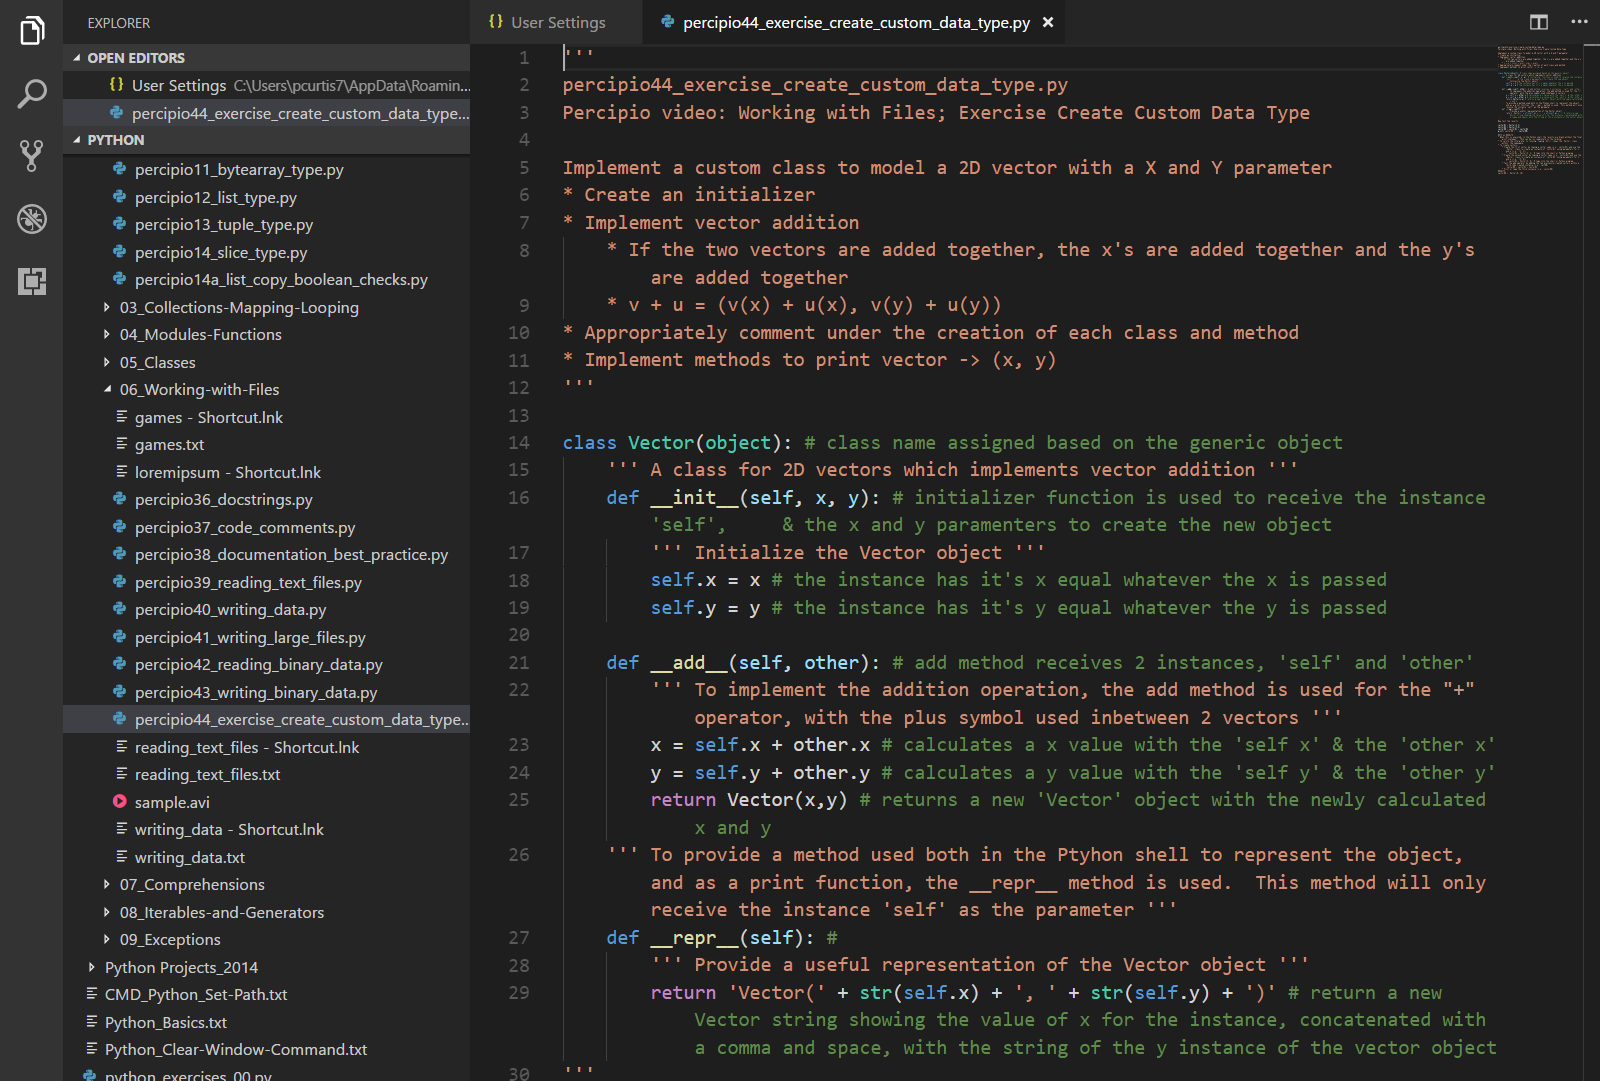 EXPLORER
OPEN EDITORS
{} User Settings C:\Users\pcurtis7\AppData\Roamin...
percipio44_exercise_create_custom_data_type...
PYTHON
percipio11_bytearray_type.py
percipio12_list_type.py
percipio13_tuple_type.py
percipio14_slice_type.py
percipio14a_list_copy_boolean_checks.py
03_Collections-Mapping-Looping
04_Modules-Functions
05_Classes
06_Working-with-Files
games - Shortcut.lnk
games.txt
loremipsum - Shortcut.lnk
percipio36_docstrings.py
percipio37_code_comments.py
percipio38_documentation_best_practice.py
percipio39_reading_text_files.py
percipio40_writing_data.py
percipio41_writing_large_files.py
percipio42_reading_binary_data.py
percipio43_writing_binary_data.py
percipio44_exercise_create_custom_data_type...
reading_text_files - Shortcut.lnk
reading_text_files.txt
sample.avi
writing_data - Shortcut.lnk
writing_data.txt
07_Comprehensions
08_Iterables-and-Generators
09_Exceptions
Python Projects_2014
CMD_Python_Set-Path.txt
Python_Basics.txt
Python_Clear-Window-Command.txt
python_exercises_00.py
{} User Settings
percipio44_exercise_create_custom_data_type.py ×
1 '''
2 percipio44_exercise_create_custom_data_type.py
3 Percipio video: Working with Files; Exercise Create Custom Data Type
4
5 Implement a custom class to model a 2D vector with a X and Y parameter
6 * Create an initializer
7 * Implement vector addition
8 * If the two vectors are added together, the x's are added together and the y's
are added together
9 * v + u = (v(x) + u(x), v(y) + u(y))
10 * Appropriately comment under the creation of each class and method
11 * Implement methods to print vector -> (x, y)
12 '''
13
14 class Vector(object): # class name assigned based on the generic object
15 ''' A class for 2D vectors which implements vector addition '''
16 def __init__(self, x, y): # initializer function is used to receive the instance
'self', & the x and y paramenters to create the new object
17 ''' Initialize the Vector object '''
18 self.x = x # the instance has it's x equal whatever the x is passed
19 self.y = y # the instance has it's y equal whatever the y is passed
20
21 def __add__(self, other): # add method receives 2 instances, 'self' and 'other'
22 ''' To implement the addition operation, the add method is used for the "+"
operator, with the plus symbol used inbetween 2 vectors '''
23 x = self.x + other.x # calculates a x value with the 'self x' & the 'other x'
24 y = self.y + other.y # calculates a y value with the 'self y' & the 'other y'
25 return Vector(x,y) # returns a new 'Vector' object with the newly calculated
x and y
26 ''' To provide a method used both in the Ptyhon shell to represent the object,
and as a print function, the __repr__ method is used.  This method will only
receive the instance 'self' as the parameter '''
27 def __repr__(self): #
28 ''' Provide a useful representation of the Vector object '''
29 return 'Vector(' + str(self.x) + ', ' + str(self.y) + ')' # return a new
Vector string showing the value of x for the instance, concatenated with
a comma and space, with the string of the y instance of the vector object
30 '''